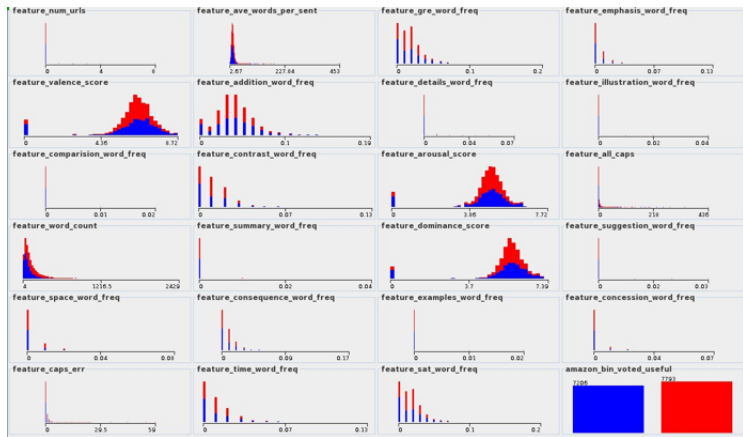 feature_num_urls
0 4 8
feature_ave_words_per_sent
2.67 227.84 453
feature_gre_word_freq
0 0.1 0.2
feature_emphasis_word_freq
0 0.07 0.13
feature_valence_score
0 4.36 8.72
feature_addition_word_freq
0 0.1 0.19
feature_details_word_freq
0 0.04 0.07
feature_illustration_word_freq
0 0.02 0.04
feature_comparision_word_freq
0 0.01 0.02
feature_contrast_word_freq
0 0.07 0.13
feature_arousal_score
0 3.86 7.72
feature_all_caps
0 218 436
feature_word_count
4 1216.5 2429
feature_summary_word_freq
0 0.02 0.04
feature_dominance_score
0 3.7 7.39
feature_suggestion_word_freq
0 0.02 0.03
feature_space_word_freq
0 0.04 0.09
feature_consequence_word_freq
0 0.09 0.17
feature_examples_word_freq
0 0.01 0.02
feature_concession_word_freq
0 0.04 0.07
feature_caps_err
0 29.5 59
feature_time_word_freq
0 0.07 0.13
feature_sat_word_freq
0 0.1 0.2
amazon_bin_voted_useful
7206 7793